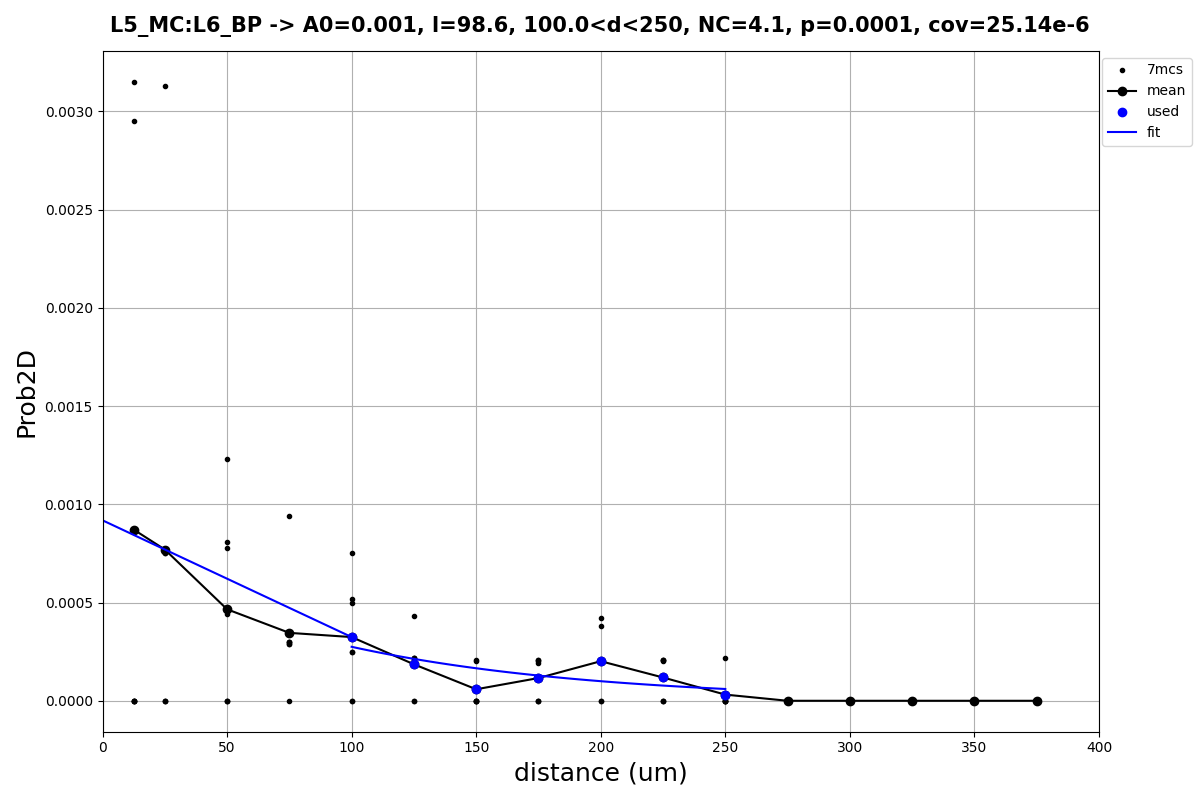 L5_MC:L6_BP -> A0=0.001, l=98.6, 100.0<d<250, NC=4.1, p=0.0001, cov=25.14e-6
7mcs
mean
used
fit
0.0030
0.0025
0.0020
0.0015
0.0010
0.0005
0.0000
Prob2D
0 50 100 150 200 250 300 350 400
distance (um)